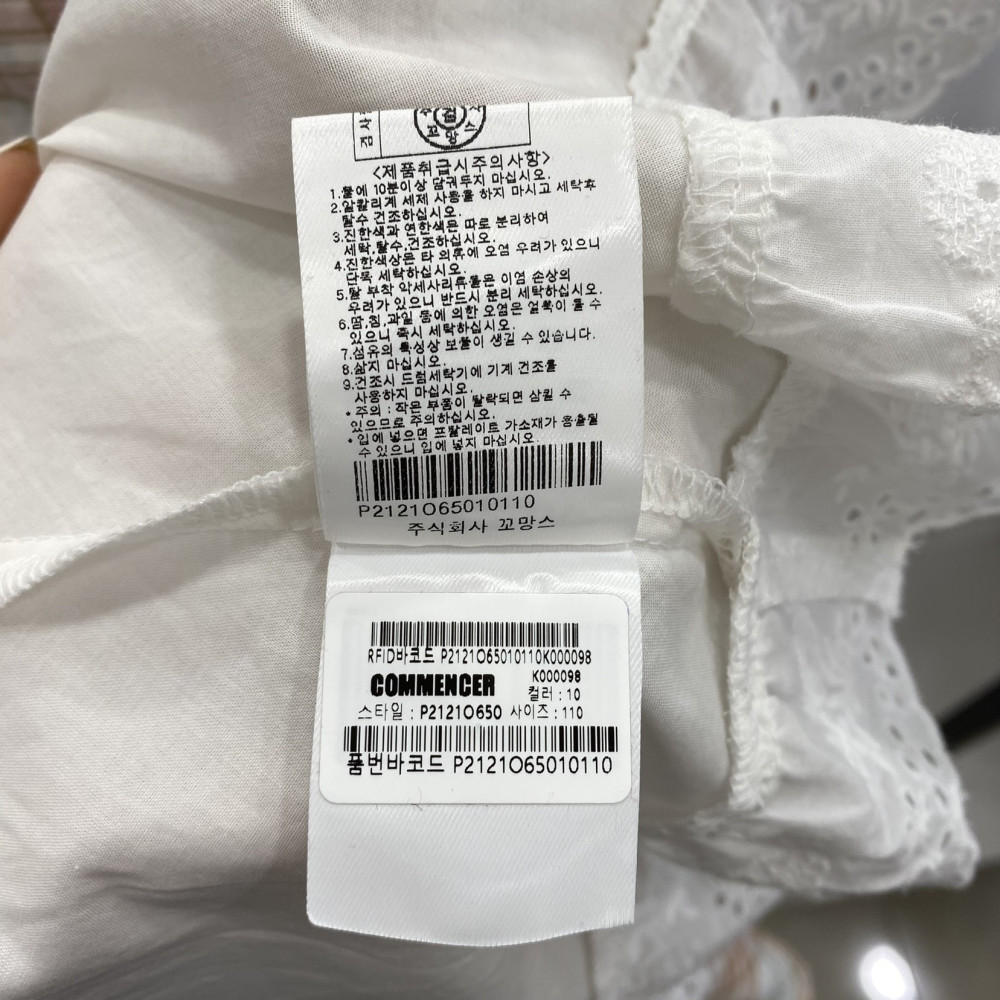 검사
꼬망스
<제품취급시주의사항>
1.물에 10분이상 담궈두지 마십시오.
2.알칼리계 세제 사용을 하지 마시고 세탁후
탈수 건조하십시오.
3.진한색과 연한색은 따로 분리하여
세탁,탈수,건조하십시오.
4.진한색상은 타 의류에 오염 우려가 있으니
단독 세탁하십시오.
5.탈 부착 악세사리류들은 이염 손상의
우려가 있으니 반드시 분리 세탁하십시오.
6.땀,침,과일 등에 의한 오염은 얼룩이 될 수
있으니 즉시 세탁하십시오.
7.섬유의 특성상 보풀이 생길 수 있습니다.
8.삶지 마십시오.
9.건조시 드럼세탁기에 기계 건조를
사용하지 마십시오.
*주의 : 작은 부품이 탈락되면 삼킬 수
있으므로 주의하십시오.
*입에 넣으면 프탈레이트 가소재가 용출될
수 있으니 입에 넣지 마십시오.
P2121O65010110
주식회사 꼬망스
RFID바코드 P2121O65010110K000098
K000098
COMMENCER 컬러 : 10
스타일 : P2121O650 사이즈 : 110
품번바코드 P2121O65010110